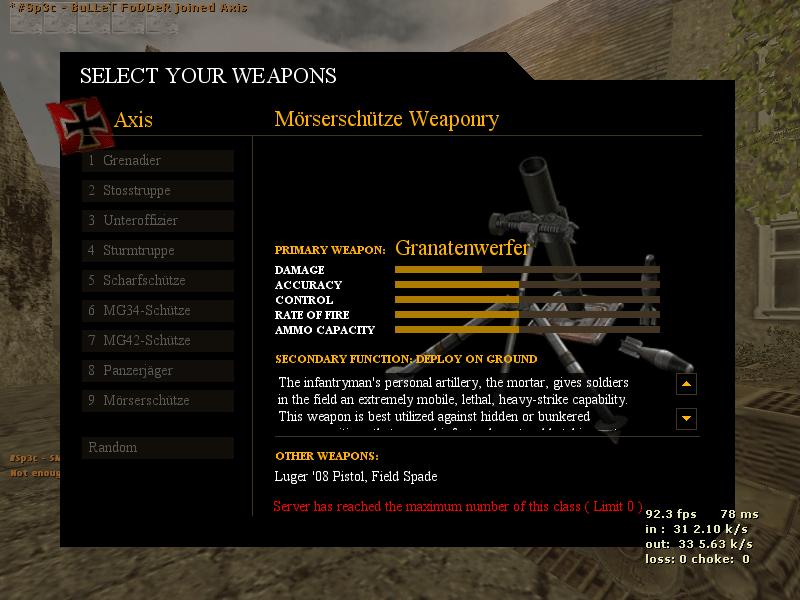 *#Sp3c - BuLLeT FoDDeR joined Axis
SELECT YOUR WEAPONS
Axis
Mörserschütze Weaponry
1 Grenadier
2 Stosstruppe
3 Unteroffizier
4 Sturmtruppe
5 Scharfschütze
6 MG34-Schütze
7 MG42-Schütze
8 Panzerjäger
9 Mörserschütze
Random
PRIMARY WEAPON: Granatenwerfer
DAMAGE
ACCURACY
CONTROL
RATE OF FIRE
AMMO CAPACITY
SECONDARY FUNCTION: DEPLOY ON GROUND
The infantryman's personal artillery, the mortar, gives soldiers
in the field an extremely mobile, lethal, heavy-strike capability.
This weapon is best utilized against hidden or bunkered
OTHER WEAPONS:
Luger '08 Pistol, Field Spade
Server has reached the maximum number of this class ( Limit 0 )
#Sp3c -
Not
92.3 fps 78 ms
in : 31 2.10 k/s
out: 33 5.63 k/s
loss: 0 choke: 0